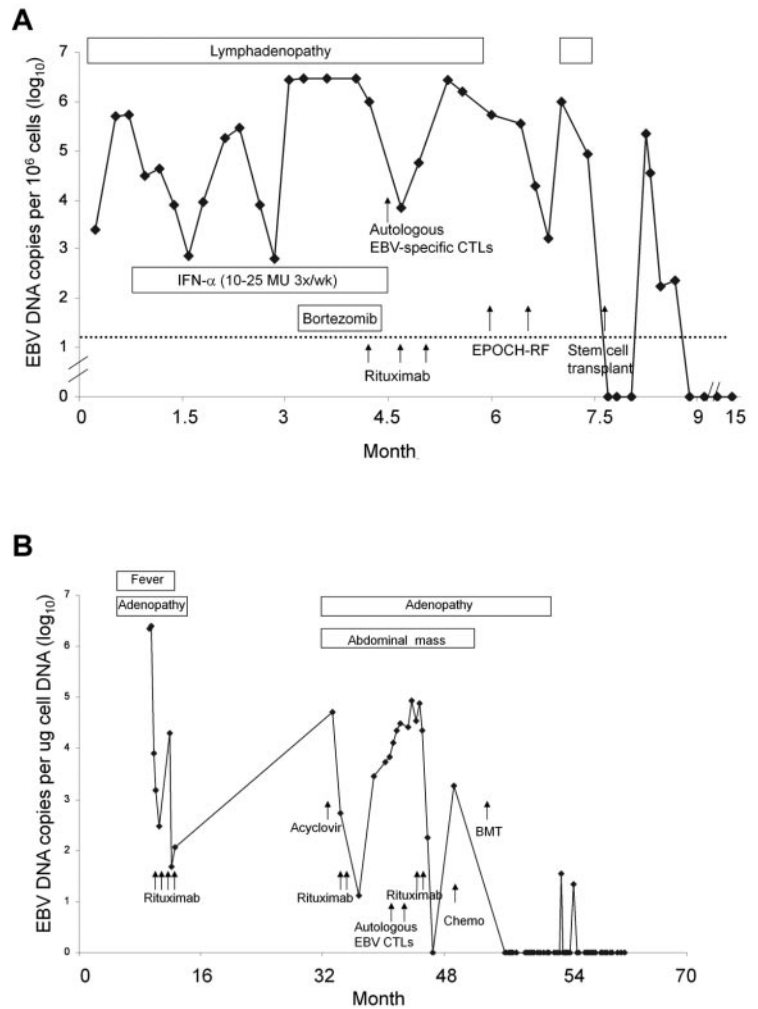 A
EBV DNA copies per 10⁶ cells (log₁₀)
7
6
5
4
3
2
1
0
Lymphadenopathy
Autologous
EBV-specific CTLs
IFN-α (10-25 MU 3x/wk)
Bortezomib
Rituximab
EPOCH-RF
Stem cell
transplant
0 1.5 3 4.5 6 7.5 9 15
Month
B
EBV DNA copies per ug cell DNA (log₁₀)
7
6
5
4
3
2
1
0
Fever
Adenopathy
Adenopathy
Abdominal mass
Acyclovir
BMT
Rituximab
Rituximab
Rituximab
Autologous
EBV CTLs
Chemo
0 16 32 48 54 70
Month